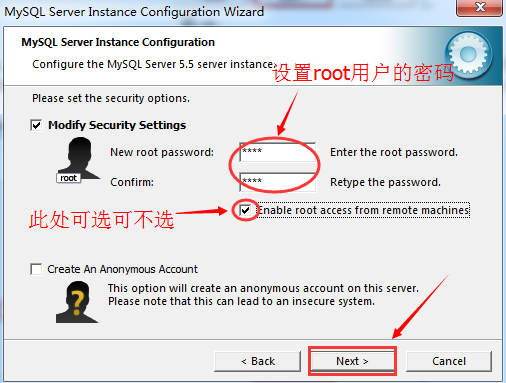 MySQL Server Instance Configuration Wizard
MySQL Server Instance Configuration
Configure the MySQL Server 5.5 server instance.
设置root用户的密码
Please set the security options.
Modify Security Settings
New root password: **** Enter the root password.
root
Confirm: **** Retype the password.
此处可选可不选
Enable root access from remote machines
Create An Anonymous Account
This option will create an anonymous account on this server.
Please note that this can lead to an insecure system.
< Back Next > Cancel